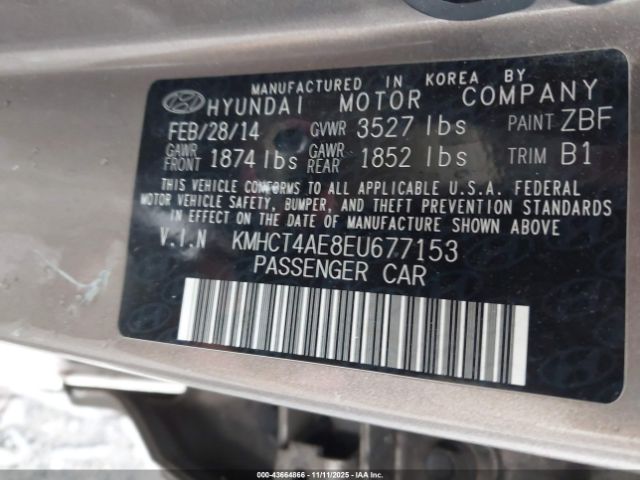 MANUFACTURED IN KOREA BY
HYUNDAI MOTOR COMPANY
FEB/28/14 GVWR 3527 lbs PAINT ZBF
GAWR FRONT 1874 lbs GAWR REAR 1852 lbs TRIM B1
THIS VEHICLE CONFORMS TO ALL APPLICABLE U.S.A. FEDERAL
MOTOR VEHICLE SAFETY, BUMPER, AND THEFT PREVENTION STANDARDS
IN EFFECT ON THE DATE OF MANUFACTURE SHOWN ABOVE.
V.I.N KMHCT4AE8EU677153
PASSENGER CAR
000-43664866 - 11/11/2025 - IAA Inc.